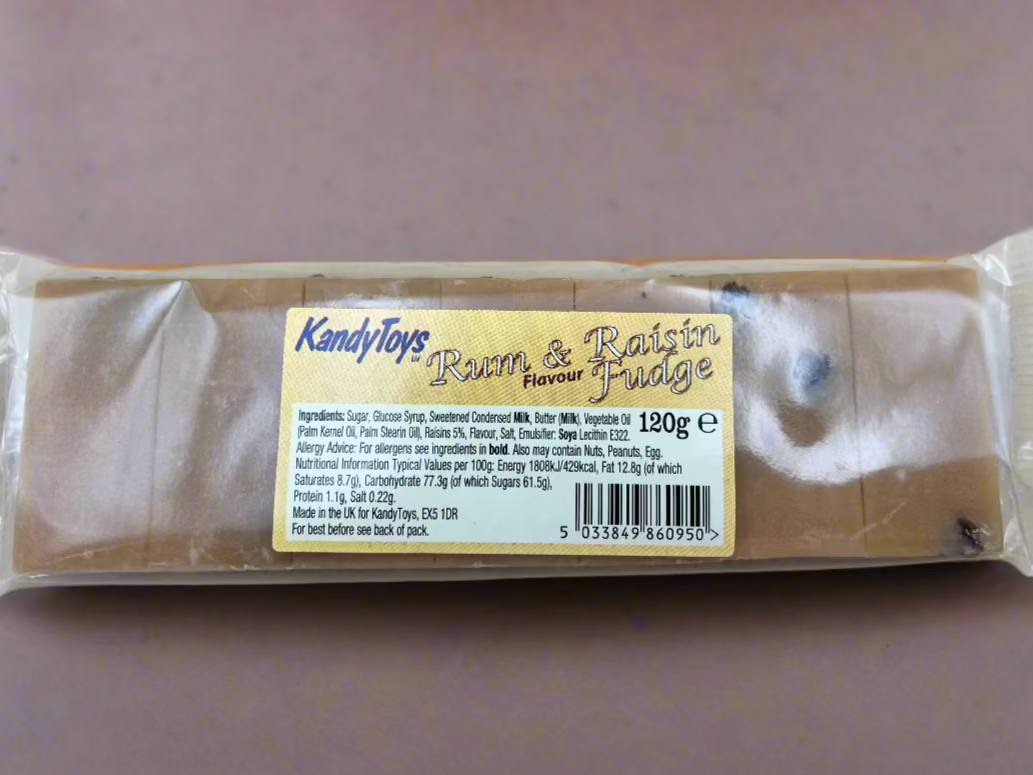 KandyToys
Rum & Raisin
Flavour Fudge
Ingredients: Sugar, Glucose Syrup, Sweetened Condensed Milk, Butter (Milk), Vegetable Oil
(Palm Kernel Oil, Palm Stearin Oil), Raisins 5%, Flavour, Salt, Emulsifier: Soya Lecithin E322.
120g e
Allergy Advice: For allergens see ingredients in bold. Also may contain Nuts, Peanuts, Egg.
Nutritional Information Typical Values per 100g: Energy 1808kJ/429kcal, Fat 12.8g (of which
Saturates 8.7g), Carbohydrate 77.3g (of which Sugars 61.5g),
Protein 1.1g, Salt 0.22g.
Made in the UK for KandyToys, EX5 1DR
For best before see back of pack.
5 033849 860950 >